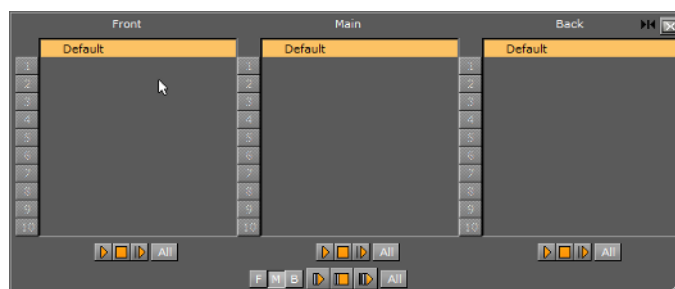 Front Main Back
Default Default Default
1 1 1
2 2 2
3 3 3
4 4 4
5 5 5
6 6 6
7 7 7
8 8 8
9 9 9
10 10 10
All All All
F M B All